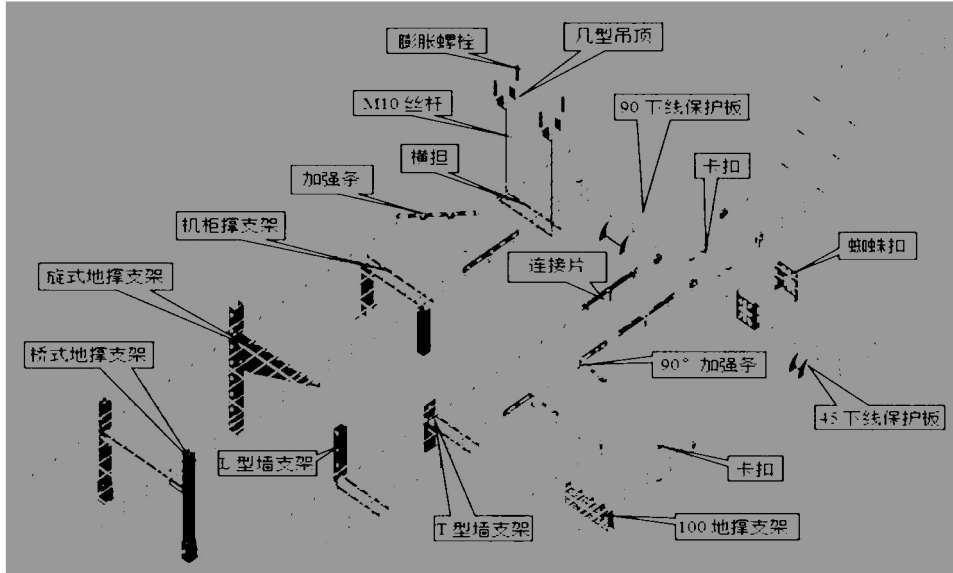 膨胀螺栓
几型吊顶
M10 丝杆
90 下线保护板
横担
卡扣
加强条
机柜撑支架
蜘蛛扣
连接片
旋式地撑支架
桥式地撑支架
90° 加强条
45 下线保护板
L 型墙支架
卡扣
T 型墙支架
100 地撑支架